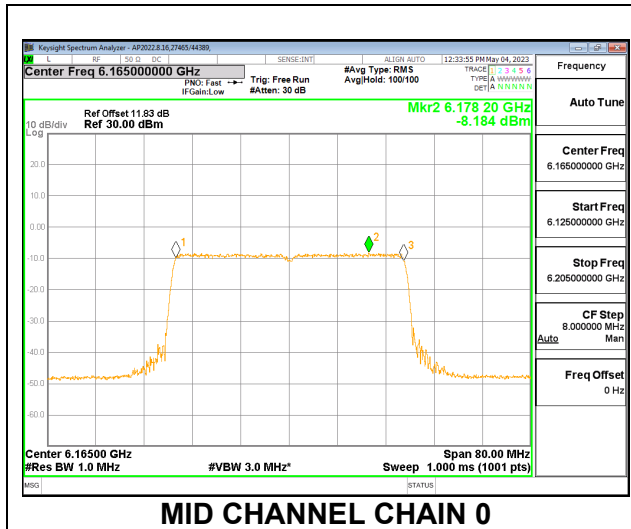 Keysight Spectrum Analyzer - AP2022.8.16,27465/44389,
L RF 50 Ω DC SENSE:INT ALIGN AUTO 12:33:55 PM May 04, 2023
Center Freq 6.165000000 GHz #Avg Type: RMS TRACE 1 2 3 4 5 6
PNO: Fast Trig: Free Run Avg|Hold: 100/100 TYPE A WWWWW
IFGain:Low #Atten: 30 dB DET A NNNNN
Mkr2 6.178 20 GHz
Ref Offset 11.83 dB
10 dB/div Ref 30.00 dBm -8.184 dBm
Log
20.0
10.0
0.00
1 2 3
-10.0
-20.0
-30.0
-40.0
-50.0
-60.0
Center 6.16500 GHz Span 80.00 MHz
#Res BW 1.0 MHz #VBW 3.0 MHz* Sweep 1.000 ms (1001 pts)
MSG STATUS
Frequency
Auto Tune
Center Freq
6.165000000 GHz
Start Freq
6.125000000 GHz
Stop Freq
6.205000000 GHz
CF Step
8.000000 MHz
Auto Man
Freq Offset
0 Hz
MID CHANNEL CHAIN 0